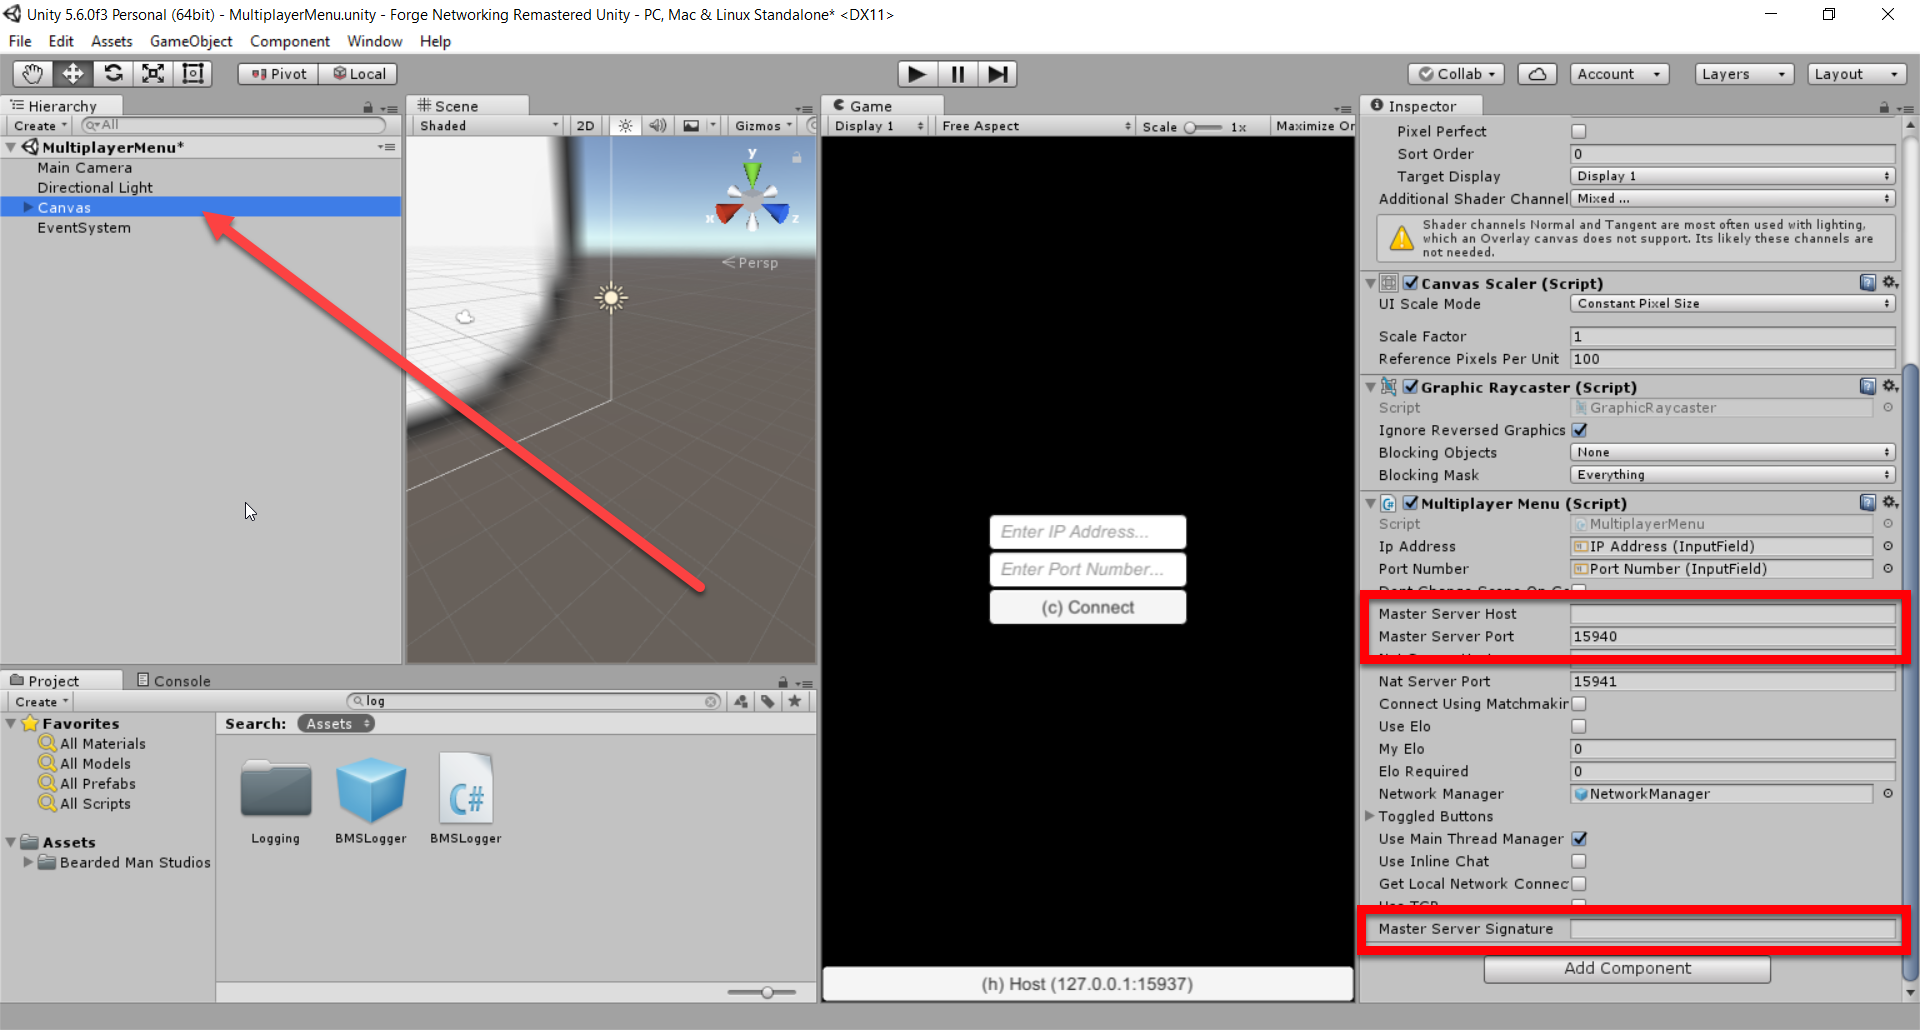 Unity 5.6.0f3 Personal (64bit) - MultiplayerMenu.unity - Forge Networking Remastered Unity - PC, Mac & Linux Standalone* <DX11>
File Edit Assets GameObject Component Window Help
Pivot Local
Collab Account Layers Layout
Hierarchy
Create All
MultiplayerMenu*
Main Camera
Directional Light
Canvas
EventSystem
Scene
Shaded 2D Gizmos
y
x z
Persp
Game
Display 1 Free Aspect Scale 1x Maximize On
Enter IP Address...
Enter Port Number...
(c) Connect
(h) Host (127.0.0.1:15937)
Inspector
Pixel Perfect
Sort Order 0
Target Display Display 1
Additional Shader Channel Mixed ...
Shader channels Normal and Tangent are most often used with lighting,
which an Overlay canvas does not support. Its likely these channels are
not needed.
Canvas Scaler (Script)
UI Scale Mode Constant Pixel Size
Scale Factor 1
Reference Pixels Per Unit 100
Graphic Raycaster (Script)
Script GraphicRaycaster
Ignore Reversed Graphics
Blocking Objects None
Blocking Mask Everything
Multiplayer Menu (Script)
Script MultiplayerMenu
Ip Address IP Address (InputField)
Port Number Port Number (InputField)
Master Server Host
Master Server Port 15940
Nat Server Port 15941
Connect Using Matchmakin
Use Elo
My Elo 0
Elo Required 0
Network Manager NetworkManager
Toggled Buttons
Use Main Thread Manager
Use Inline Chat
Get Local Network Connec
Master Server Signature
Add Component
Project Console
Create log
Favorites
All Materials
All Models
All Prefabs
All Scripts
Assets
Bearded Man Studios
Search: Assets
Logging
BMSLogger
C#
BMSLogger